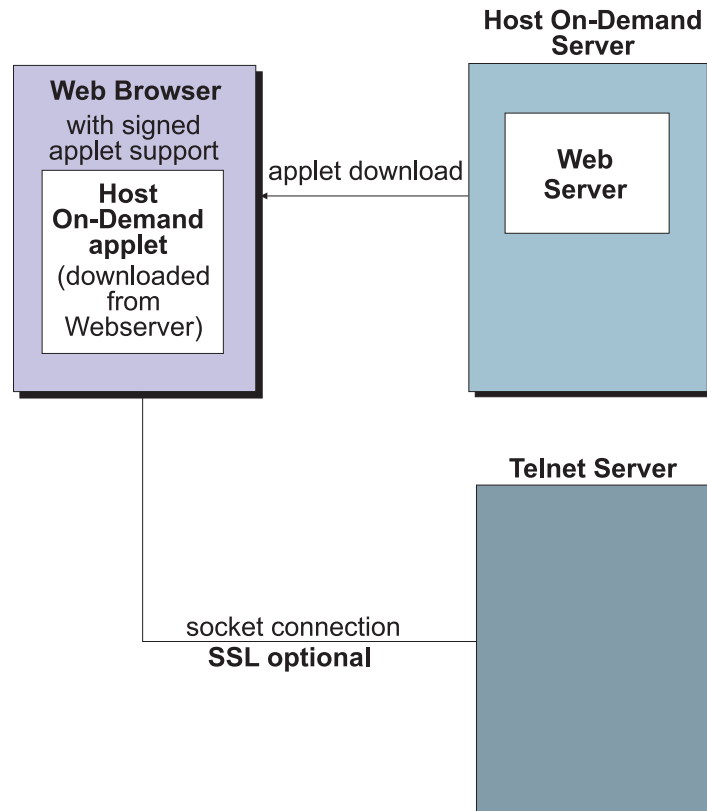 Host On-Demand
Server
Web Browser
with signed
applet support
Host
On-Demand
applet
(downloaded
from
Webserver)
applet download
Web
Server
Telnet Server
socket connection
SSL optional